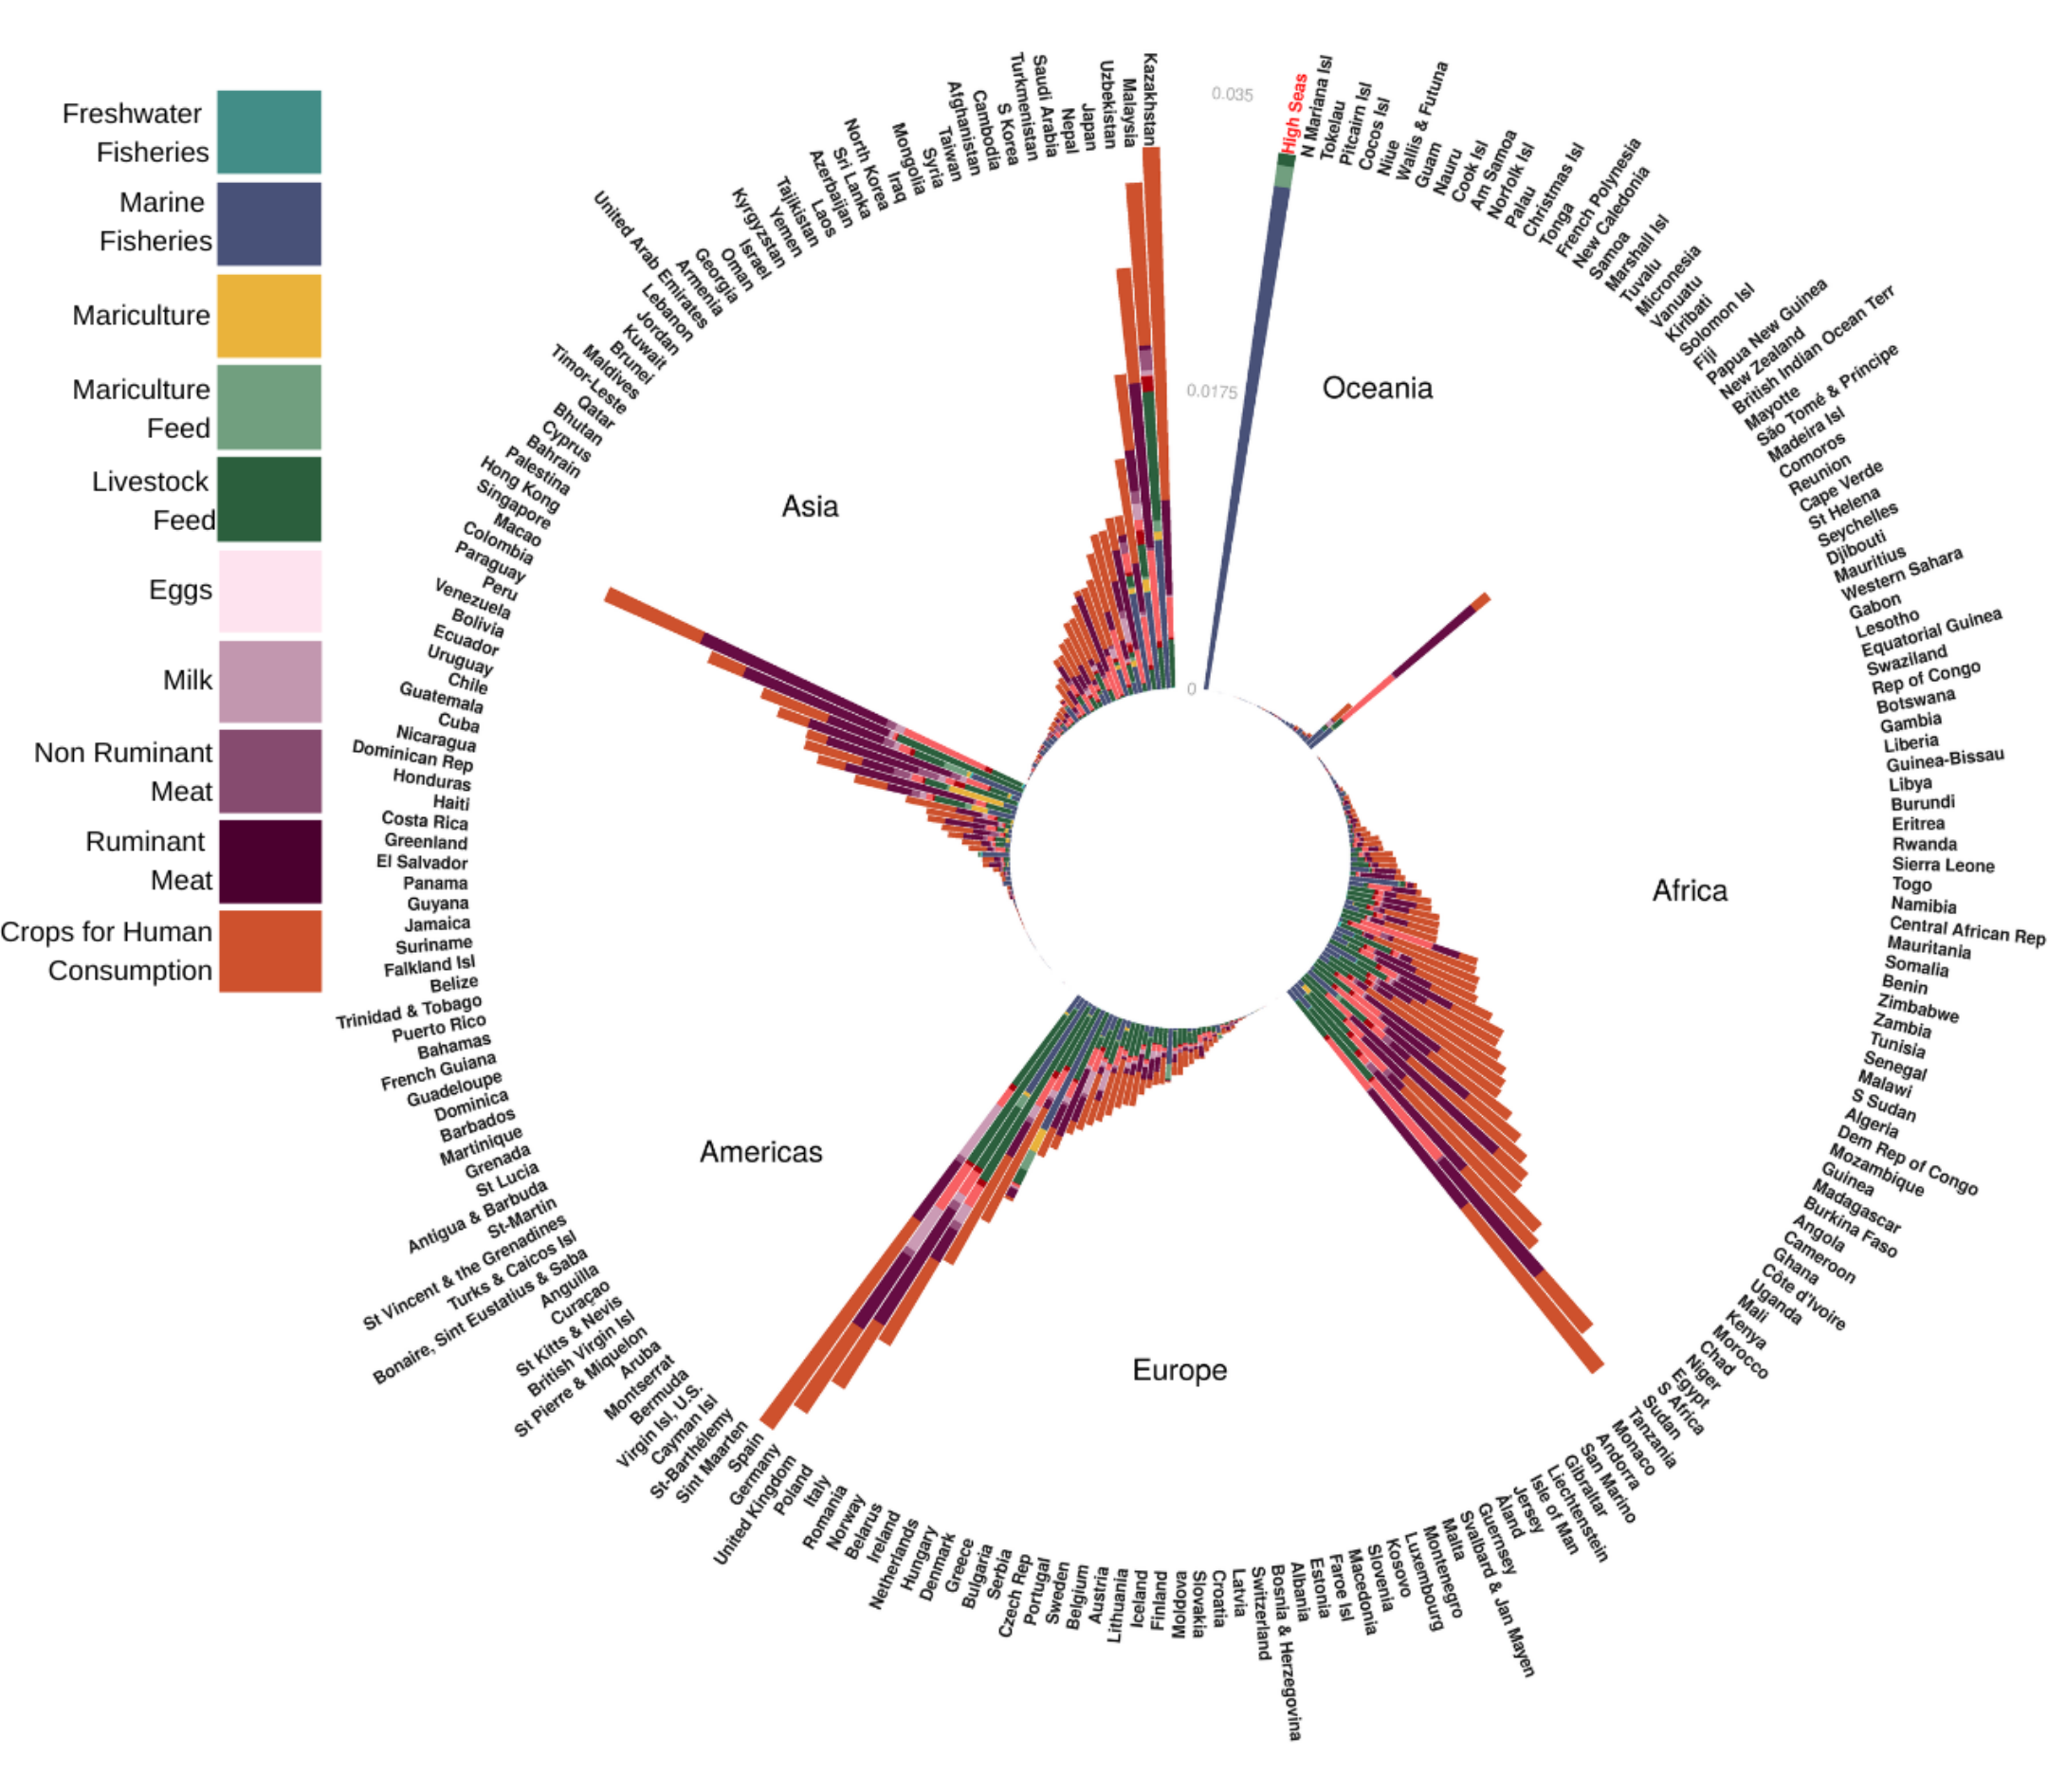 Freshwater
Fisheries
Marine
Fisheries
Mariculture
Mariculture
Feed
Livestock
Feed
Eggs
Milk
Non Ruminant
Meat
Ruminant
Meat
Crops for Human
Consumption
0.035
0.0175
0
Oceania
Africa
Europe
Americas
Asia
High Seas
N Mariana Isl
Tokelau
Pitcairn Isl
Cocos Isl
Niue
Wallis & Futuna
Guam
Nauru
Cook Isl
Am Samoa
Norfolk Isl
Palau
Christmas Isl
Tonga
French Polynesia
New Caledonia
Samoa
Marshall Isl
Tuvalu
Micronesia
Vanuatu
Kiribati
Solomon Isl
Fiji
Papua New Guinea
New Zealand
British Indian Ocean Terr
Mayotte
São Tomé & Príncipe
Madeira Isl
Comoros
Reunion
Cape Verde
St Helena
Seychelles
Djibouti
Mauritius
Western Sahara
Gabon
Lesotho
Equatorial Guinea
Swaziland
Rep of Congo
Botswana
Gambia
Liberia
Guinea-Bissau
Libya
Burundi
Eritrea
Rwanda
Sierra Leone
Togo
Namibia
Central African Rep
Mauritania
Somalia
Benin
Zimbabwe
Zambia
Tunisia
Senegal
Malawi
S Sudan
Algeria
Dem Rep of Congo
Mozambique
Guinea
Madagascar
Burkina Faso
Angola
Cameroon
Ghana
Côte d'Ivoire
Uganda
Mali
Kenya
Morocco
Chad
Niger
Egypt
S Africa
Sudan
Tanzania
Monaco
Andorra
San Marino
Gibraltar
Liechtenstein
Isle of Man
Jersey
Åland
Guernsey
Svalbard & Jan Mayen
Malta
Montenegro
Luxembourg
Kosovo
Slovenia
Macedonia
Faroe Isl
Estonia
Albania
Bosnia & Herzegovina
Switzerland
Latvia
Croatia
Slovakia
Moldova
Finland
Iceland
Lithuania
Austria
Belgium
Sweden
Portugal
Czech Rep
Serbia
Bulgaria
Greece
Denmark
Hungary
Netherlands
Ireland
Belarus
Norway
Romania
Italy
Poland
United Kingdom
Germany
Spain
Sint Maarten
St-Barthélemy
Cayman Isl
Virgin Isl, U.S.
Bermuda
Montserrat
Aruba
St Pierre & Miquelon
British Virgin Isl
St Kitts & Nevis
Curaçao
Anguilla
Bonaire, Sint Eustatius & Saba
Turks & Caicos Isl
St Vincent & the Grenadines
St-Martin
Antigua & Barbuda
St Lucia
Grenada
Martinique
Barbados
Dominica
Guadeloupe
French Guiana
Bahamas
Puerto Rico
Trinidad & Tobago
Belize
Falkland Isl
Suriname
Jamaica
Guyana
Panama
El Salvador
Greenland
Costa Rica
Haiti
Honduras
Dominican Rep
Nicaragua
Cuba
Guatemala
Chile
Uruguay
Ecuador
Bolivia
Venezuela
Peru
Paraguay
Colombia
Macao
Singapore
Hong Kong
Palestina
Bahrain
Cyprus
Bhutan
Qatar
Timor-Leste
Maldives
Brunei
Kuwait
Jordan
Lebanon
United Arab Emirates
Armenia
Georgia
Oman
Israel
Kyrgyzstan
Yemen
Tajikistan
Laos
Azerbaijan
Sri Lanka
North Korea
Iraq
Mongolia
Syria
Taiwan
Afghanistan
Cambodia
S Korea
Turkmenistan
Saudi Arabia
Nepal
Japan
Uzbekistan
Malaysia
Kazakhstan